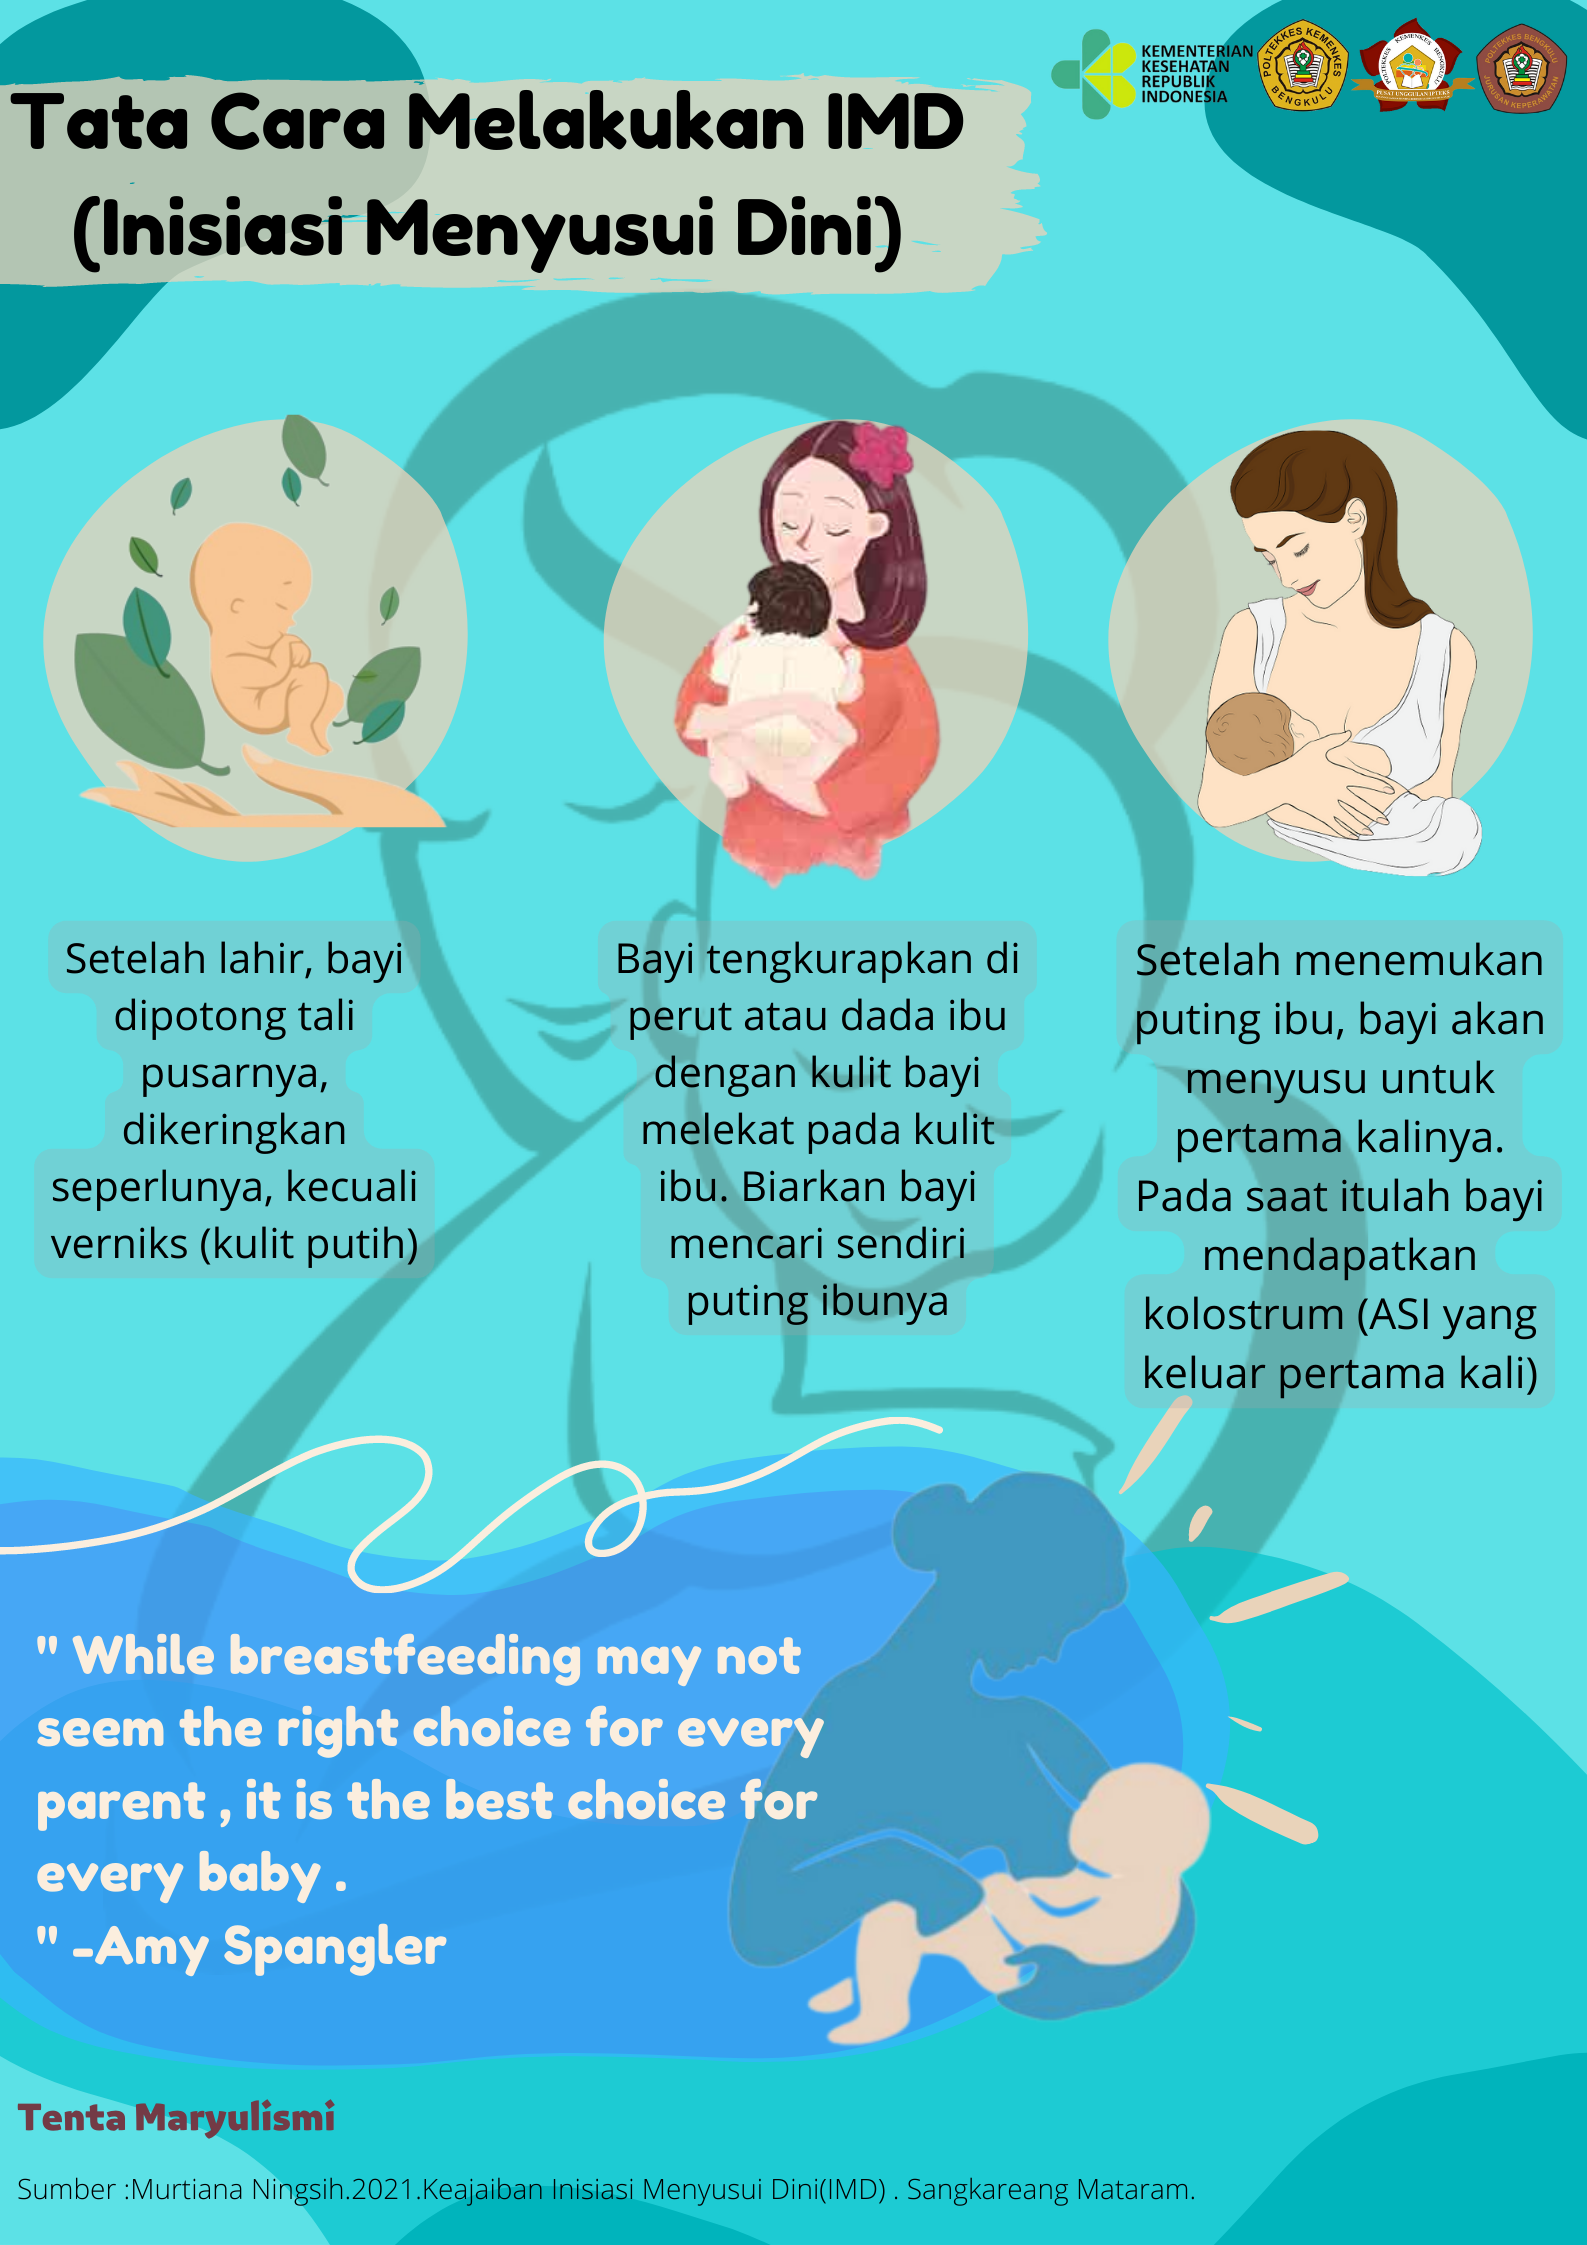 KEMENTERIAN
KESEHATAN
REPUBLIK
INDONESIA
POLTEKKES KEMENKES
BENGKULU
POLTEKKES KEMENKES BENGKULU
PUSAT UNGGULAN IPTEKS
POLTEKKES BENGKULU
JURUSAN KEPERAWATAN
Tata Cara Melakukan IMD
(Inisiasi Menyusui Dini)
Setelah lahir, bayi
dipotong tali
pusarnya,
dikeringkan
seperlunya, kecuali
verniks (kulit putih)
Bayi tengkurapkan di
perut atau dada ibu
dengan kulit bayi
melekat pada kulit
ibu. Biarkan bayi
mencari sendiri
puting ibunya
Setelah menemukan
puting ibu, bayi akan
menyusu untuk
pertama kalinya.
Pada saat itulah bayi
mendapatkan
kolostrum (ASI yang
keluar pertama kali)
" While breastfeeding may not
seem the right choice for every
parent , it is the best choice for
every baby .
" -Amy Spangler
Tenta Maryulismi
Sumber :Murtiana Ningsih.2021.Keajaiban Inisiasi Menyusui Dini(IMD) . Sangkareang Mataram.